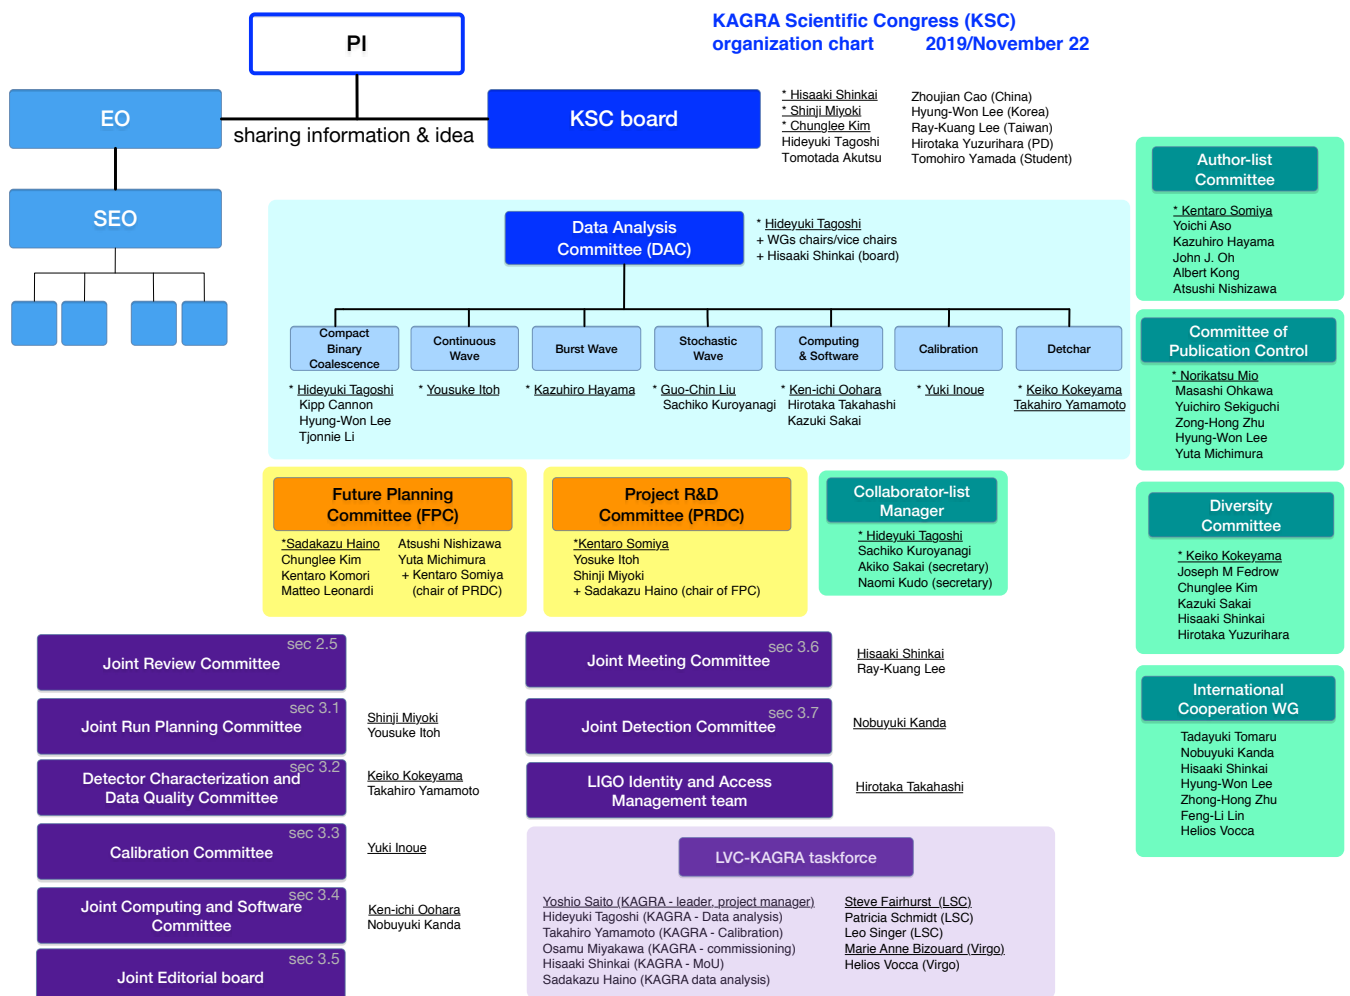 KAGRA Scientific Congress (KSC)
organization chart 2019/November 22
PI
EO
sharing information & idea
KSC board
* Hisaaki Shinkai
* Shinji Miyoki
* Chunglee Kim
Hideyuki Tagoshi
Tomotada Akutsu
Zhoujian Cao (China)
Hyung-Won Lee (Korea)
Ray-Kuang Lee (Taiwan)
Hirotaka Yuzurihara (PD)
Tomohiro Yamada (Student)
SEO
Data Analysis
Committee (DAC)
* Hideyuki Tagoshi
+ WGs chairs/vice chairs
+ Hisaaki Shinkai (board)
Compact
Binary
Coalescence
* Hideyuki Tagoshi
Kipp Cannon
Hyung-Won Lee
Tjonnie Li
Continuous
Wave
* Yousuke Itoh
Burst Wave
* Kazuhiro Hayama
Stochastic
Wave
* Guo-Chin Liu
Sachiko Kuroyanagi
Computing
& Software
* Ken-ichi Oohara
Hirotaka Takahashi
Kazuki Sakai
Calibration
* Yuki Inoue
Detchar
* Keiko Kokeyama
Takahiro Yamamoto
Author-list
Committee
* Kentaro Somiya
Yoichi Aso
Kazuhiro Hayama
John J. Oh
Albert Kong
Atsushi Nishizawa
Committee of
Publication Control
* Norikatsu Mio
Masashi Ohkawa
Yuichiro Sekiguchi
Zong-Hong Zhu
Hyung-Won Lee
Yuta Michimura
Diversity
Committee
* Keiko Kokeyama
Joseph M Fedrow
Chunglee Kim
Kazuki Sakai
Hisaaki Shinkai
Hirotaka Yuzurihara
International
Cooperation WG
Tadayuki Tomaru
Nobuyuki Kanda
Hisaaki Shinkai
Hyung-Won Lee
Zhong-Hong Zhu
Feng-Li Lin
Helios Vocca
Future Planning
Committee (FPC)
*Sadakazu Haino
Chunglee Kim
Kentaro Komori
Matteo Leonardi
Atsushi Nishizawa
Yuta Michimura
+ Kentaro Somiya
(chair of PRDC)
Project R&D
Committee (PRDC)
*Kentaro Somiya
Yosuke Itoh
Shinji Miyoki
+ Sadakazu Haino (chair of FPC)
Collaborator-list
Manager
* Hideyuki Tagoshi
Sachiko Kuroyanagi
Akiko Sakai (secretary)
Naomi Kudo (secretary)
sec 2.5
Joint Review Committee
sec 3.1
Joint Run Planning Committee
Shinji Miyoki
Yousuke Itoh
sec 3.2
Detector Characterization and
Data Quality Committee
Keiko Kokeyama
Takahiro Yamamoto
sec 3.3
Calibration Committee
Yuki Inoue
sec 3.4
Joint Computing and Software
Committee
Ken-ichi Oohara
Nobuyuki Kanda
sec 3.5
Joint Editorial board
sec 3.6
Joint Meeting Committee
Hisaaki Shinkai
Ray-Kuang Lee
sec 3.7
Joint Detection Committee
Nobuyuki Kanda
LIGO Identity and Access
Management team
Hirotaka Takahashi
LVC-KAGRA taskforce
Yoshio Saito (KAGRA - leader, project manager)
Hideyuki Tagoshi (KAGRA - Data analysis)
Takahiro Yamamoto (KAGRA - Calibration)
Osamu Miyakawa (KAGRA - commissioning)
Hisaaki Shinkai (KAGRA - MoU)
Sadakazu Haino (KAGRA data analysis)
Steve Fairhurst (LSC)
Patricia Schmidt (LSC)
Leo Singer (LSC)
Marie Anne Bizouard (Virgo)
Helios Vocca (Virgo)